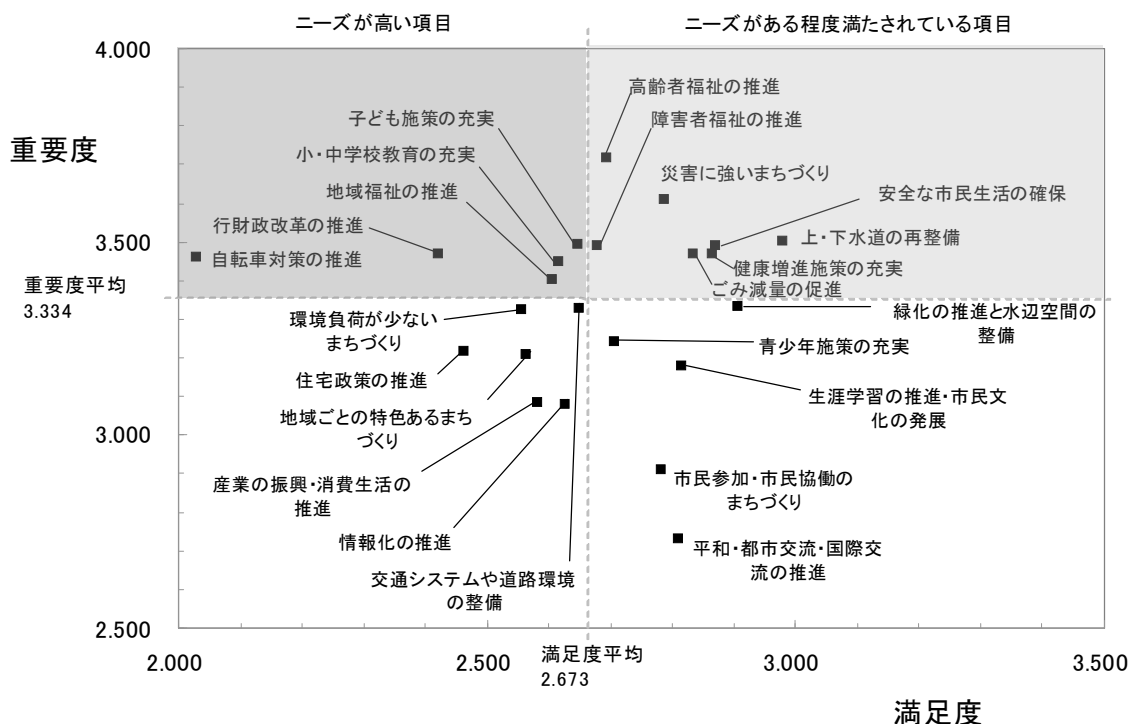 ニーズが高い項目
ニーズがある程度満たされている項目
4.000
重要度
高齢者福祉の推進
子ども施策の充実
障害者福祉の推進
小・中学校教育の充実
災害に強いまちづくり
地域福祉の推進
安全な市民生活の確保
行財政改革の推進
上・下水道の再整備
3.500
自転車対策の推進
健康増進施策の充実
重要度平均
3.334
ごみ減量の促進
環境負荷が少ない
まちづくり
緑化の推進と水辺空間の
整備
青少年施策の充実
住宅政策の推進
生涯学習の推進・市民文
化の発展
地域ごとの特色あるまち
づくり
3.000
産業の振興・消費生活の
推進
市民参加・市民協働の
まちづくり
情報化の推進
平和・都市交流・国際交
流の推進
交通システムや道路環境
の整備
2.500
2.000
2.500
満足度平均
2.673
3.000
3.500
満足度